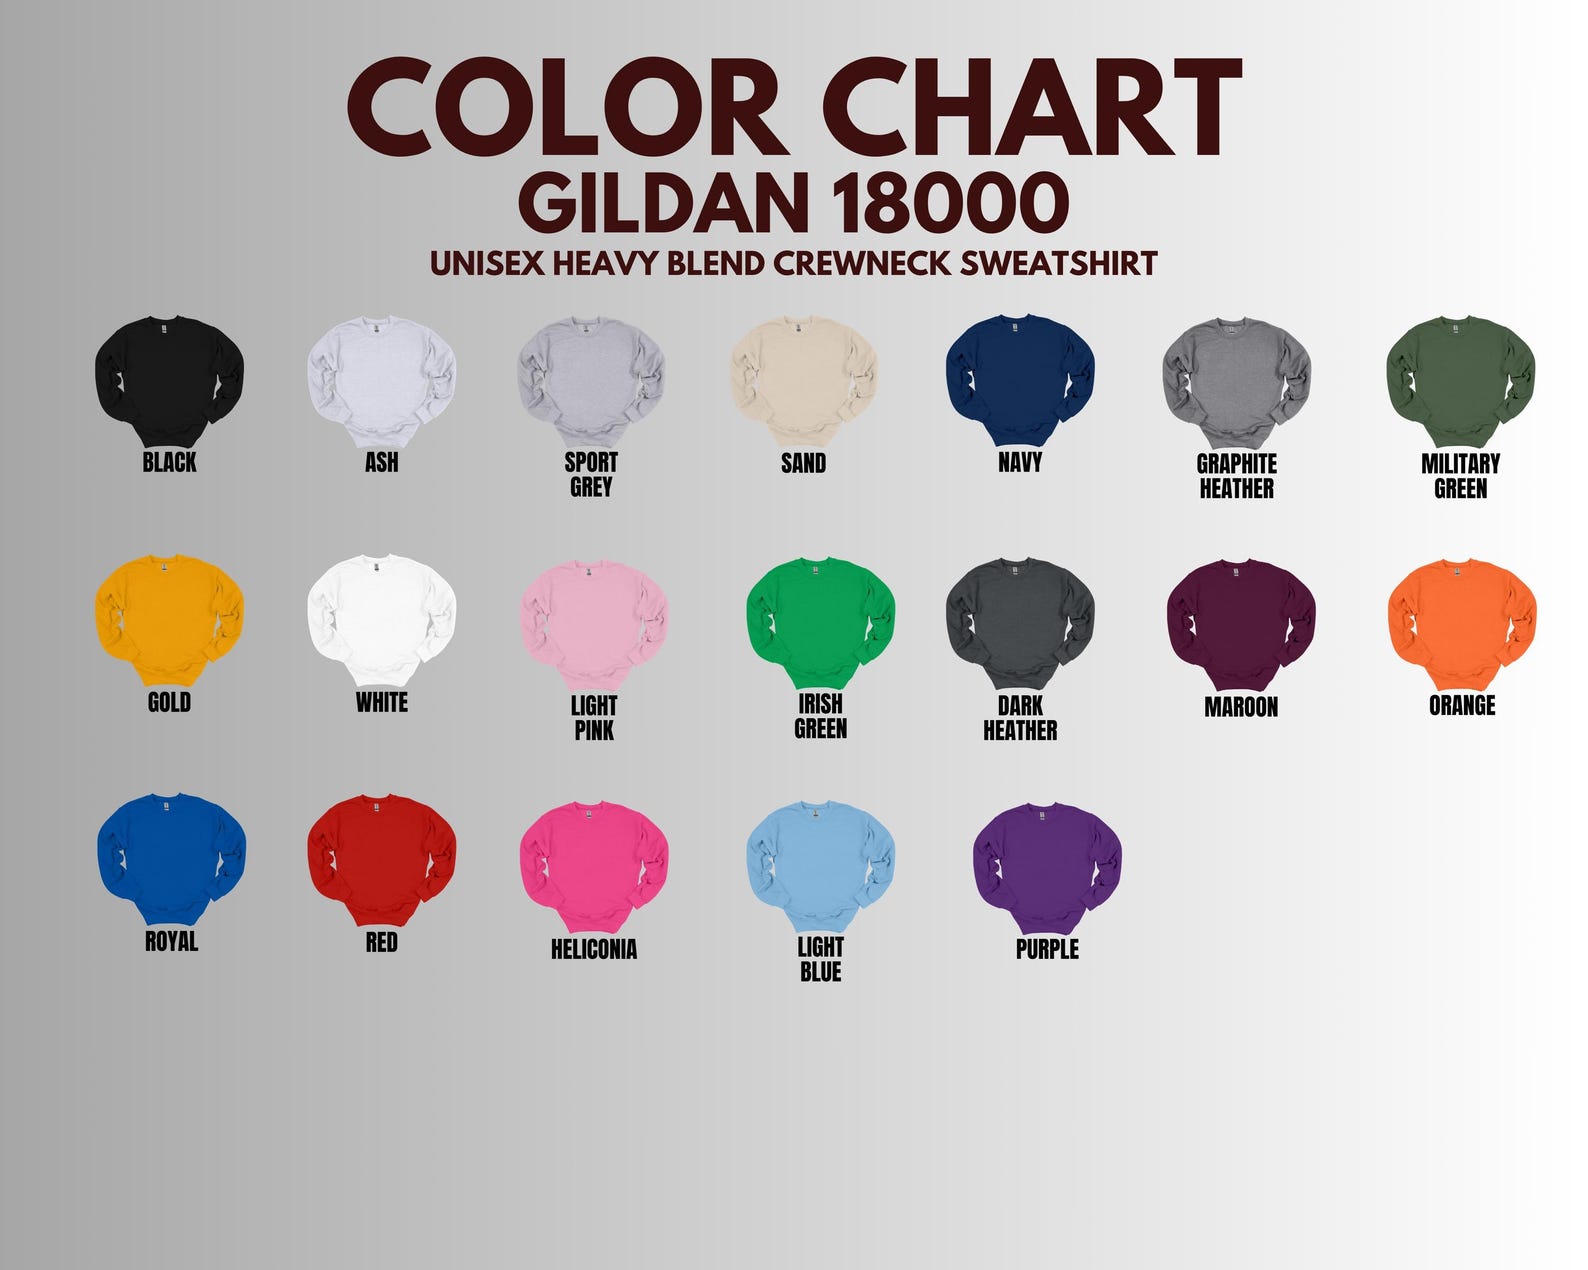 COLOR CHART
GILDAN 18000
UNISEX HEAVY BLEND CREWNECK SWEATSHIRT
BLACK
ASH
SPORT
GREY
SAND
NAVY
GRAPHITE
HEATHER
MILITARY
GREEN
GOLD
WHITE
LIGHT
PINK
IRISH
GREEN
DARK
HEATHER
MAROON
ORANGE
ROYAL
RED
HELICONIA
LIGHT
BLUE
PURPLE